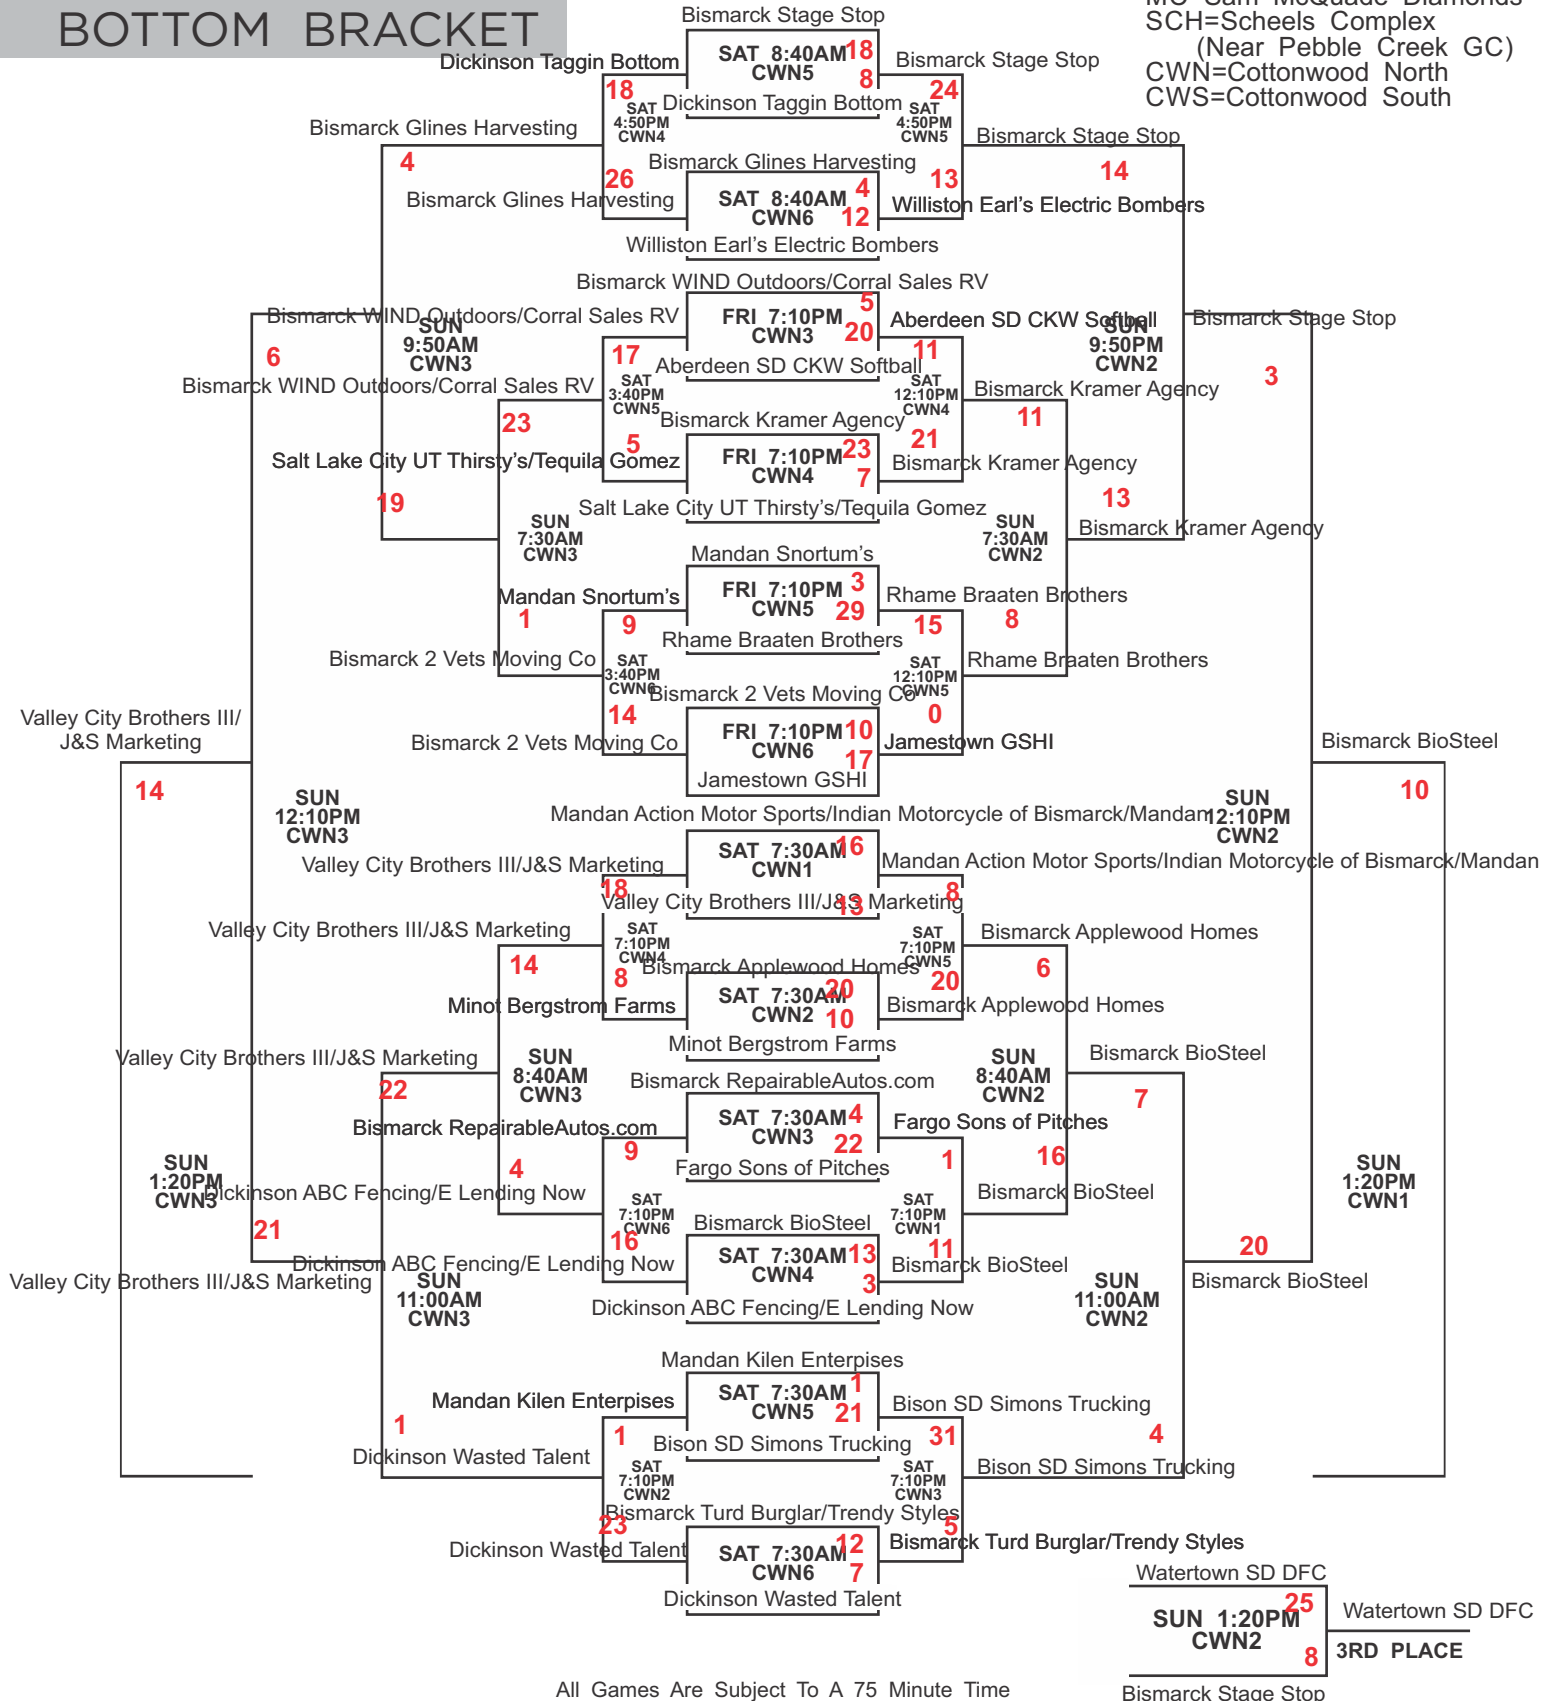 BOTTOM BRACKET
MC=Sam McQuade Diamonds
SCH=Scheels Complex
(Near Pebble Creek GC)
CWN=Cottonwood North
CWS=Cottonwood South
Bismarck Stage Stop
SAT 8:40AM 18
CWN5
8
Dickinson Taggin Bottom
Dickinson Taggin Bottom
18
SAT
4:50PM
CWN4
26
Bismarck Glines Harvesting
Bismarck Stage Stop
24
SAT
4:50PM
CWN5
13
Williston Earl's Electric Bombers
Bismarck Glines Harvesting
SAT 8:40AM 4
CWN6 12
Williston Earl's Electric Bombers
Bismarck Glines Harvesting
4
Bismarck Stage Stop
14
Bismarck WIND Outdoors/Corral Sales RV
FRI 7:10PM 5
CWN3 20
Aberdeen SD CKW Softball
Bismarck WIND Outdoors/Corral Sales RV
17
SAT
3:40PM
CWN5
5
Salt Lake City UT Thirsty's/Tequila Gomez
Aberdeen SD CKW Softball
11
SAT
12:10PM
CWN4
21
Bismarck Kramer Agency
Bismarck Kramer Agency
FRI 7:10PM 23
CWN4 7
Salt Lake City UT Thirsty's/Tequila Gomez
6
SUN
9:50AM
CWN3
SUN
9:50PM
CWN2
Bismarck Stage Stop
3
Bismarck WIND Outdoors/Corral Sales RV
23
Bismarck Kramer Agency
11
19
SUN
7:30AM
CWN3
SUN
7:30AM
CWN2
13
Bismarck Kramer Agency
Mandan Snortum's
FRI 7:10PM 3
CWN5 29
Rhame Braaten Brothers
Mandan Snortum's
1
9
SAT
3:40PM
CWN6
14
Bismarck 2 Vets Moving Co
Bismarck 2 Vets Moving Co
Rhame Braaten Brothers
15
8
SAT
12:10PM
CWN5
0
Rhame Braaten Brothers
Jamestown GSHI
Bismarck 2 Vets Moving Co
FRI 7:10PM 10
CWN6 17
Jamestown GSHI
Valley City Brothers III/
J&S Marketing
14
SUN
12:10PM
CWN3
Bismarck BioSteel
10
SUN
12:10PM
CWN2
Mandan Action Motor Sports/Indian Motorcycle of Bismarck/Mandan
SAT 7:30AM 16
CWN1
13
Valley City Brothers III/J&S Marketing
Valley City Brothers III/J&S Marketing
18
SAT
7:10PM
CWN4
8
Minot Bergstrom Farms
Mandan Action Motor Sports/Indian Motorcycle of Bismarck/Mandan
8
SAT
7:10PM
CWN5
20
Bismarck Applewood Homes
Valley City Brothers III/J&S Marketing
14
Bismarck Applewood Homes
6
Bismarck Applewood Homes
SAT 7:30AM 20
CWN2 10
Minot Bergstrom Farms
Valley City Brothers III/J&S Marketing
22
SUN
8:40AM
CWN3
SUN
8:40AM
CWN2
Bismarck BioSteel
7
Bismarck RepairableAutos.com
SAT 7:30AM 4
CWN3 22
Fargo Sons of Pitches
Bismarck RepairableAutos.com
9
SAT
7:10PM
CWN6
16
Dickinson ABC Fencing/E Lending Now
Fargo Sons of Pitches
1
SAT
7:10PM
CWN1
11
Bismarck BioSteel
4
Dickinson ABC Fencing/E Lending Now
16
Bismarck BioSteel
SUN
1:20PM
CWN3
SUN
1:20PM
CWN1
Bismarck BioSteel
SAT 7:30AM 13
CWN4 3
Dickinson ABC Fencing/E Lending Now
21
Valley City Brothers III/J&S Marketing
20
Bismarck BioSteel
SUN
11:00AM
CWN3
SUN
11:00AM
CWN2
Mandan Kilen Enterpises
SAT 7:30AM 1
CWN5 21
Bison SD Simons Trucking
Mandan Kilen Enterpises
1
SAT
7:10PM
CWN2
23
Dickinson Wasted Talent
Bison SD Simons Trucking
31
SAT
7:10PM
CWN3
5
Bismarck Turd Burglar/Trendy Styles
1
Dickinson Wasted Talent
4
Bison SD Simons Trucking
Bismarck Turd Burglar/Trendy Styles
SAT 7:30AM 12
CWN6 7
Dickinson Wasted Talent
Watertown SD DFC
25
SUN 1:20PM
CWN2
8
Bismarck Stage Stop
Watertown SD DFC
3RD PLACE
All Games Are Subject To A 75 Minute Time